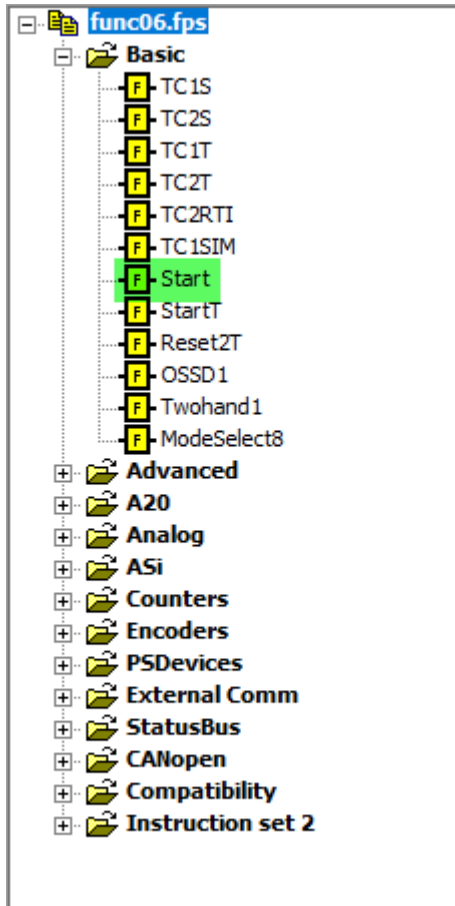 func06.fps
Basic
F TC1S
F TC2S
F TC1T
F TC2T
F TC2RTI
F TC1SIM
F Start
F StartT
F Reset2T
F OSSD1
F Twohand1
F ModeSelect8
Advanced
A20
Analog
ASi
Counters
Encoders
PSDevices
External Comm
StatusBus
CANopen
Compatibility
Instruction set 2